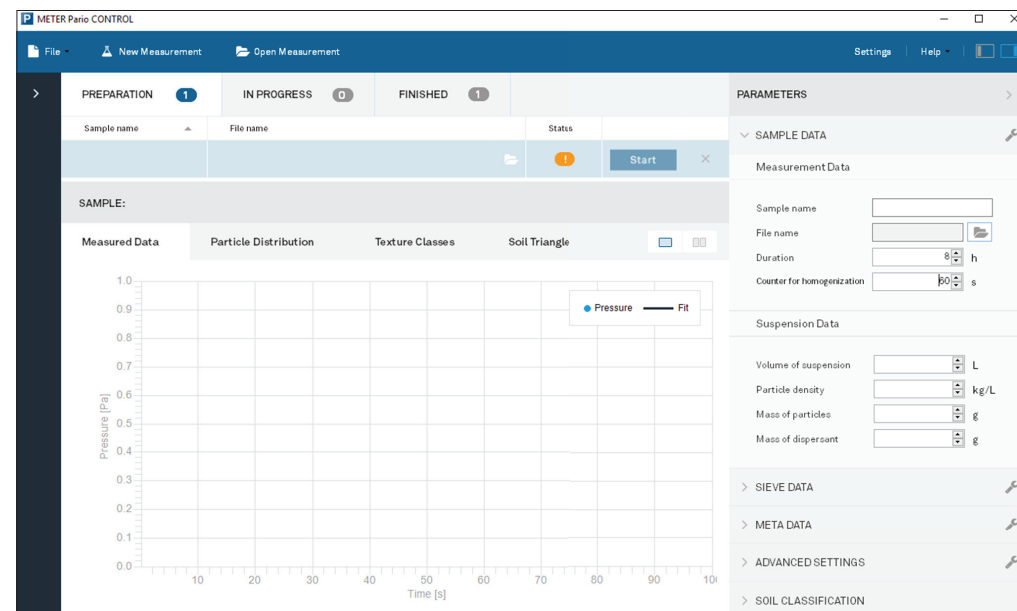 P METER Pario CONTROL
File New Measurement Open Measurement Settings Help
PREPARATION 1 IN PROGRESS 0 FINISHED 1
Sample name File name Status
! Start
SAMPLE:
Measured Data Particle Distribution Texture Classes Soil Triangle
1.0
0.9
0.8
0.7
0.6
0.5
0.4
0.3
0.2
0.1
0.0
Pressure [Pa]
Pressure Fit
10 20 30 40 50 60 70 80 90 100
Time [s]
PARAMETERS
SAMPLE DATA
Measurement Data
Sample name
File name
Duration 8 h
Counter for homogenization 60 s
Suspension Data
Volume of suspension L
Particle density kg/L
Mass of particles g
Mass of dispersant g
SIEVE DATA
META DATA
ADVANCED SETTINGS
SOIL CLASSIFICATION